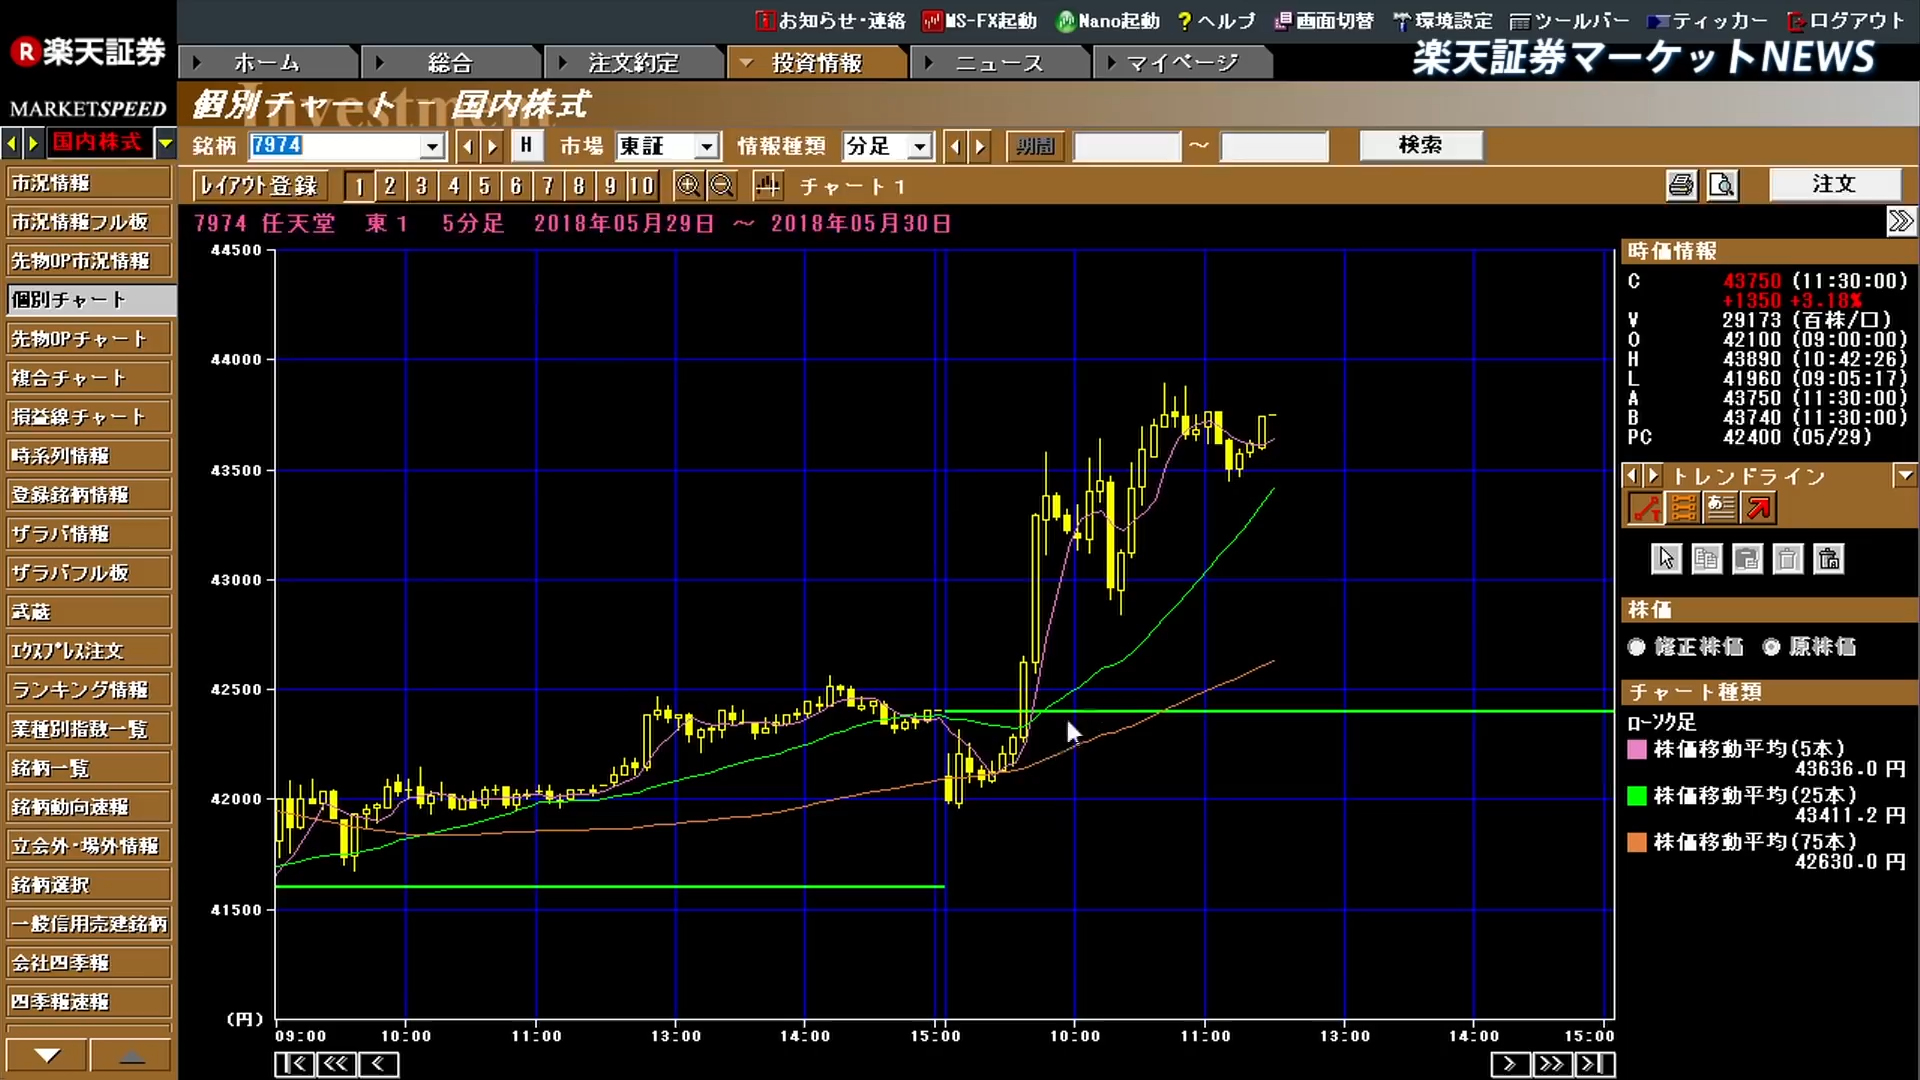 お知らせ・連絡 MS-FX起動 Nano起動 ? ヘルプ 画面切替 環境設定 ツールバー ティッカー ログアウト
R楽天証券
MARKETSPEED
ホーム 総合 注文約定 投資情報 ニュース マイページ
楽天証券マーケットNEWS
個別チャート - 国内株式
国内株式
銘柄 7974 H 市場 東証 情報種類 分足 期間 ～ 検索
レイアウト登録 1 2 3 4 5 6 7 8 9 10 チャート1 注文
7974 任天堂 東1 5分足 2018年05月29日 ～ 2018年05月30日
市況情報
市況情報フル板
先物OP市況情報
個別チャート
先物OPチャート
複合チャート
損益線チャート
時系列情報
登録銘柄情報
ザラバ情報
ザラバフル板
武蔵
エクスプレス注文
ランキング情報
業種別指数一覧
銘柄一覧
銘柄動向速報
立会外・場外情報
銘柄選択
一般信用売建銘柄
会社四季報
四季報速報
44500
44000
43500
43000
42500
42000
41500
(円)
09:00 10:00 11:00 13:00 14:00 15:00 10:00 11:00 13:00 14:00 15:00
時価情報
C 43750 (11:30:00)
+1350 +3.18%
V 29173 (百株/口)
O 42100 (09:00:00)
H 43890 (10:42:26)
L 41960 (09:05:17)
A 43750 (11:30:00)
B 43740 (11:30:00)
PC 42400 (05/29)
トレンドライン
株価
修正株価 原株価
チャート種類
ローソク足
株価移動平均(5本)
43636.0 円
株価移動平均(25本)
43411.2 円
株価移動平均(75本)
42630.0 円